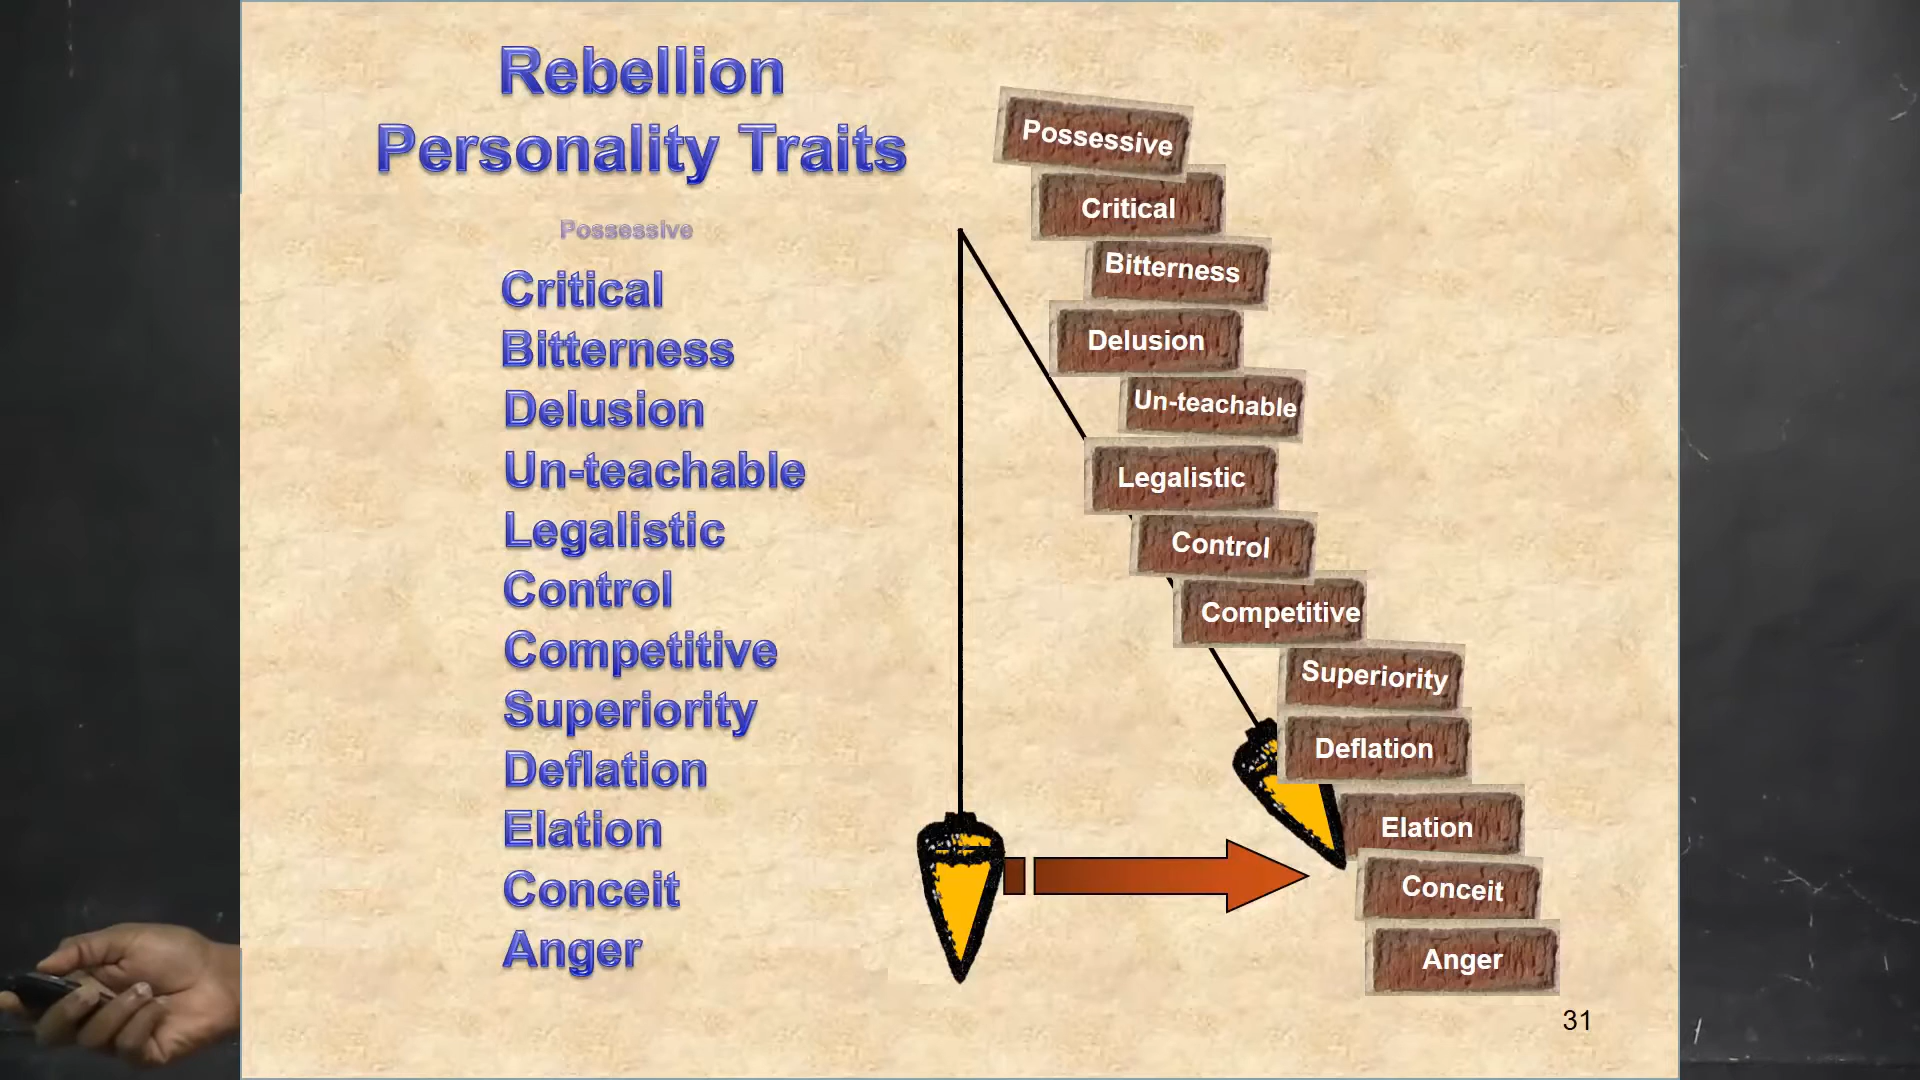 Rebellion
Personality Traits
Possessive
Critical
Bitterness
Delusion
Un-teachable
Legalistic
Control
Competitive
Superiority
Deflation
Elation
Conceit
Anger
Possessive
Critical
Bitterness
Delusion
Un-teachable
Legalistic
Control
Competitive
Superiority
Deflation
Elation
Conceit
Anger
31